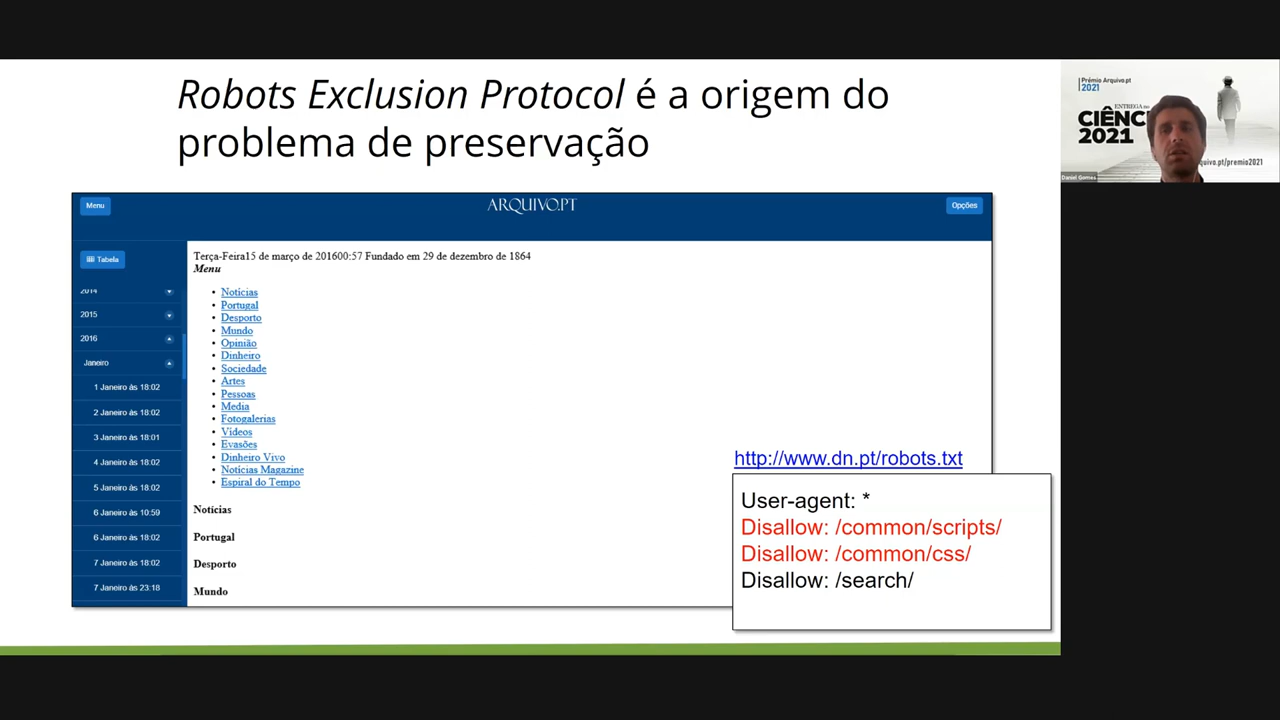 Robots Exclusion Protocol é a origem do
problema de preservação
Menu
ARQUIVO.PT
Opções
Tabela
2014
2015
2016
Janeiro
1 Janeiro às 18:02
2 Janeiro às 18:02
3 Janeiro às 18:01
4 Janeiro às 18:02
5 Janeiro às 18:02
6 Janeiro às 10:59
6 Janeiro às 18:02
7 Janeiro às 18:02
7 Janeiro às 23:18
Terça-Feira15 de março de 201600:57 Fundado em 29 de dezembro de 1864
Menu
Notícias
Portugal
Desporto
Mundo
Opinião
Dinheiro
Sociedade
Artes
Pessoas
Media
Fotogalerias
Vídeos
Evasões
Dinheiro Vivo
Notícias Magazine
Espiral do Tempo
Notícias
Portugal
Desporto
Mundo
http://www.dn.pt/robots.txt
User-agent: *
Disallow: /common/scripts/
Disallow: /common/css/
Disallow: /search/
Prémio Arquivo.pt
2021
ENTREGA
CIÊNC
2021
quivo.pt/premio2021
Daniel Gomes